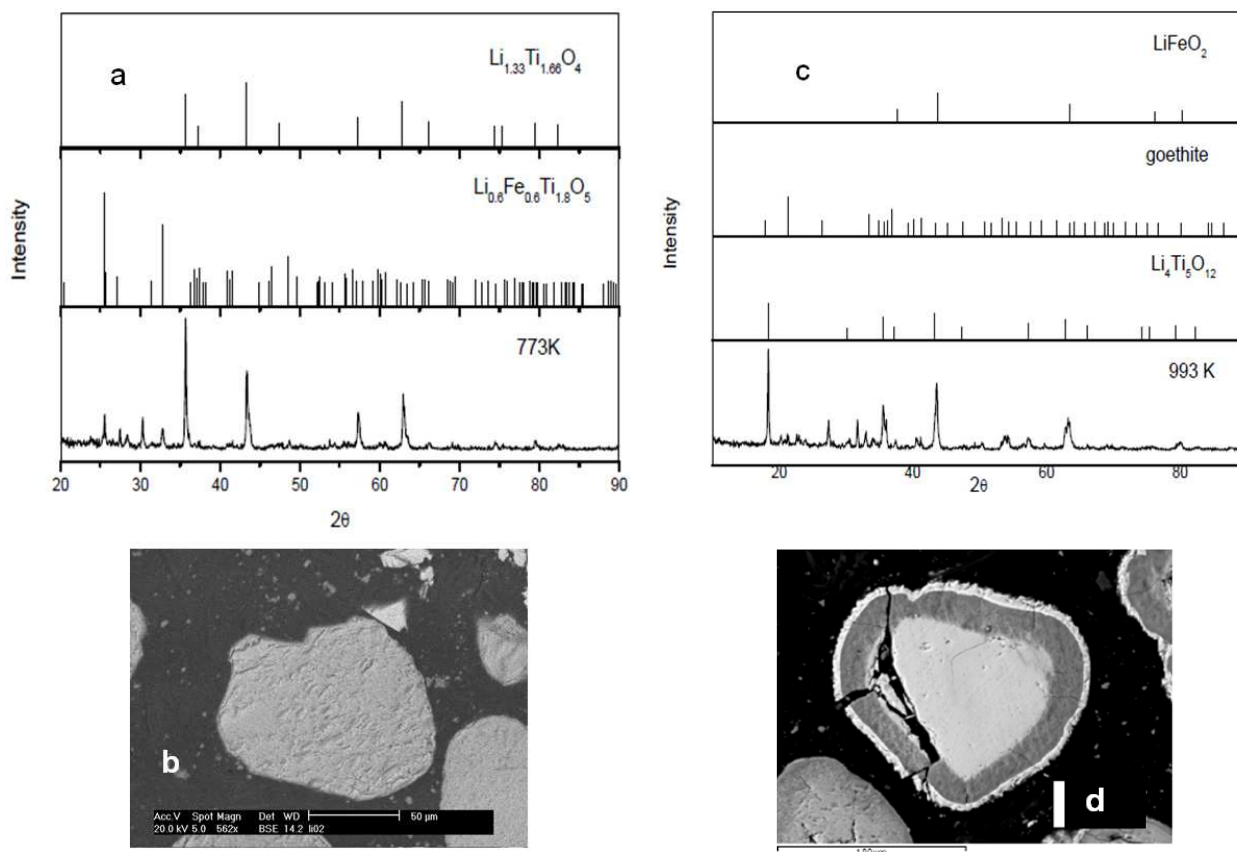 a
Li1.33Ti1.66O4
Li0.6Fe0.6Ti1.8O5
773K
Intensity
20 30 40 50 60 70 80 90
2θ
c
LiFeO2
goethite
Li4Ti5O12
993 K
Intensity
20 40 60 80
2θ
b
Acc.V Spot Magn Det WD 50 µm
20.0 kV 5.0 562x BSE 14.2 li02
d